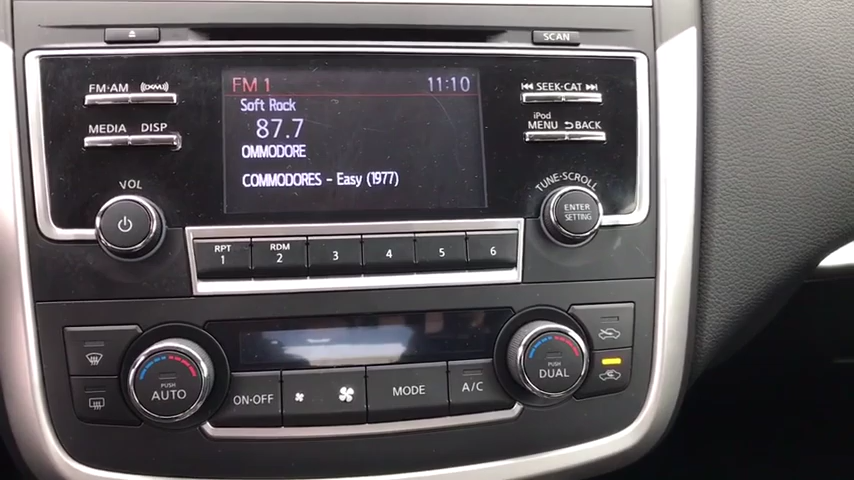 SCAN
FM·AM
SEEK·CAT
MEDIA DISP
iPod
MENU BACK
FM 1 11:10
Soft Rock
87.7
OMMODORE
COMMODORES - Easy (1977)
VOL
TUNE·SCROLL
ENTER
SETTING
RPT RDM
1 2 3 4 5 6
PUSH
AUTO
ON·OFF
MODE
A/C
PUSH
DUAL